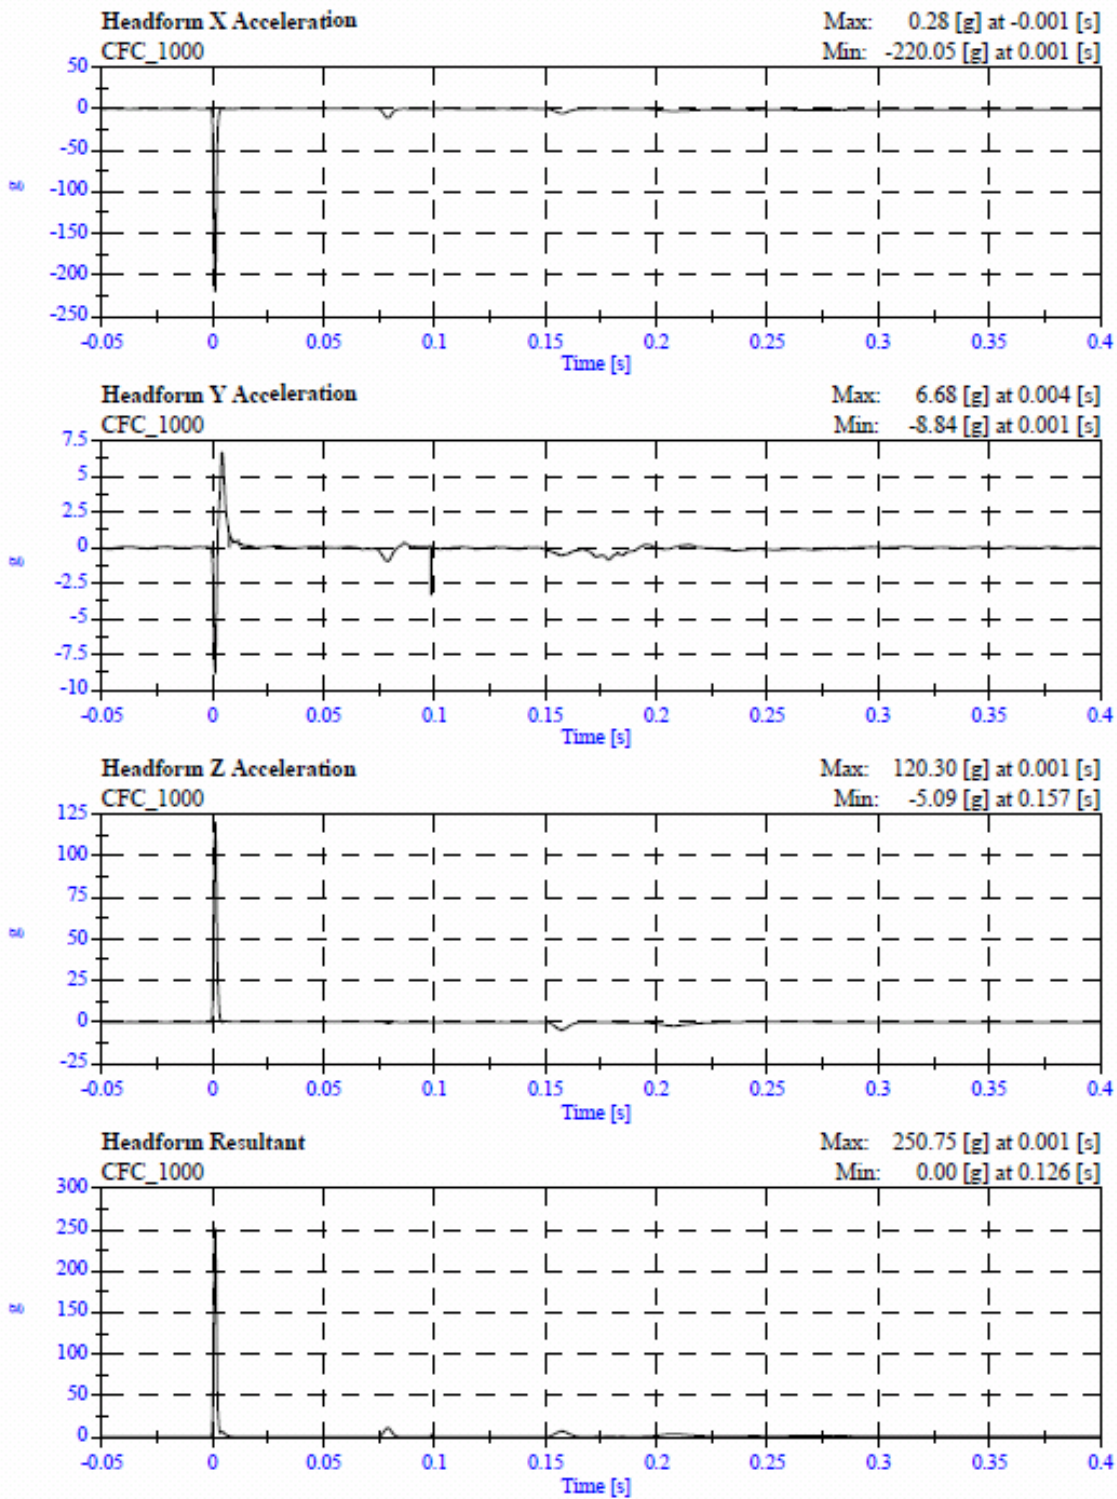 Headform X Acceleration Max: 0.28 [g] at -0.001 [s]
CFC_1000 Min: -220.05 [g] at 0.001 [s]
50
0
-50
-100
-150
-200
-250
g
-0.05 0 0.05 0.1 0.15 0.2 0.25 0.3 0.35 0.4
Time [s]
Headform Y Acceleration Max: 6.68 [g] at 0.004 [s]
CFC_1000 Min: -8.84 [g] at 0.001 [s]
7.5
5
2.5
0
-2.5
-5
-7.5
-10
g
-0.05 0 0.05 0.1 0.15 0.2 0.25 0.3 0.35 0.4
Time [s]
Headform Z Acceleration Max: 120.30 [g] at 0.001 [s]
CFC_1000 Min: -5.09 [g] at 0.157 [s]
125
100
75
50
25
0
-25
g
-0.05 0 0.05 0.1 0.15 0.2 0.25 0.3 0.35 0.4
Time [s]
Headform Resultant Max: 250.75 [g] at 0.001 [s]
CFC_1000 Min: 0.00 [g] at 0.126 [s]
300
250
200
150
100
50
0
g
-0.05 0 0.05 0.1 0.15 0.2 0.25 0.3 0.35 0.4
Time [s]